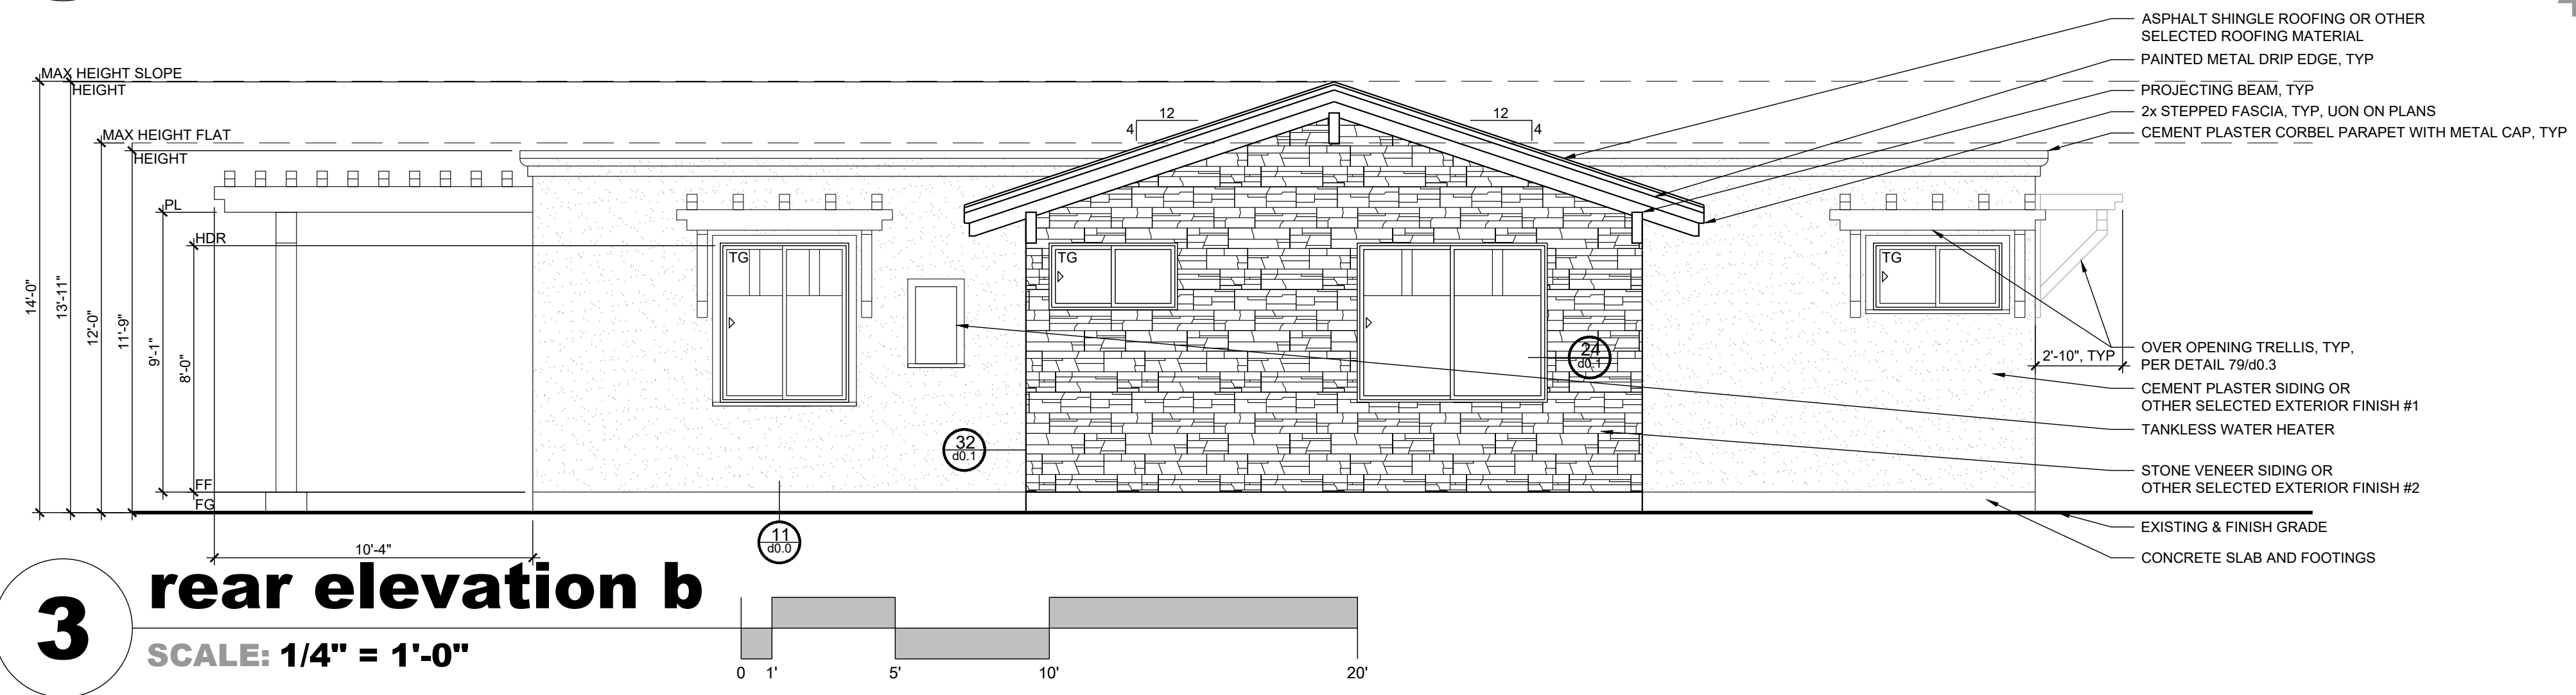 ASPHALT SHINGLE ROOFING OR OTHER
SELECTED ROOFING MATERIAL
PAINTED METAL DRIP EDGE, TYP
PROJECTING BEAM, TYP
2x STEPPED FASCIA, TYP, UON ON PLANS
CEMENT PLASTER CORBEL PARAPET WITH METAL CAP, TYP
MAX HEIGHT SLOPE
HEIGHT
MAX HEIGHT FLAT
HEIGHT
12
4
12
4
PL
HDR
TG
TG
TG
14'-0"
13'-11"
12'-0"
11'-9"
9'-1"
8'-0"
24
d0.1
2'-10", TYP
OVER OPENING TRELLIS, TYP,
PER DETAIL 79/d0.3
CEMENT PLASTER SIDING OR
OTHER SELECTED EXTERIOR FINISH #1
TANKLESS WATER HEATER
32
d0.1
STONE VENEER SIDING OR
OTHER SELECTED EXTERIOR FINISH #2
FF
FG
EXISTING & FINISH GRADE
11
d0.0
10'-4"
CONCRETE SLAB AND FOOTINGS
3
rear elevation b
SCALE: 1/4" = 1'-0"
0 1' 5' 10' 20'